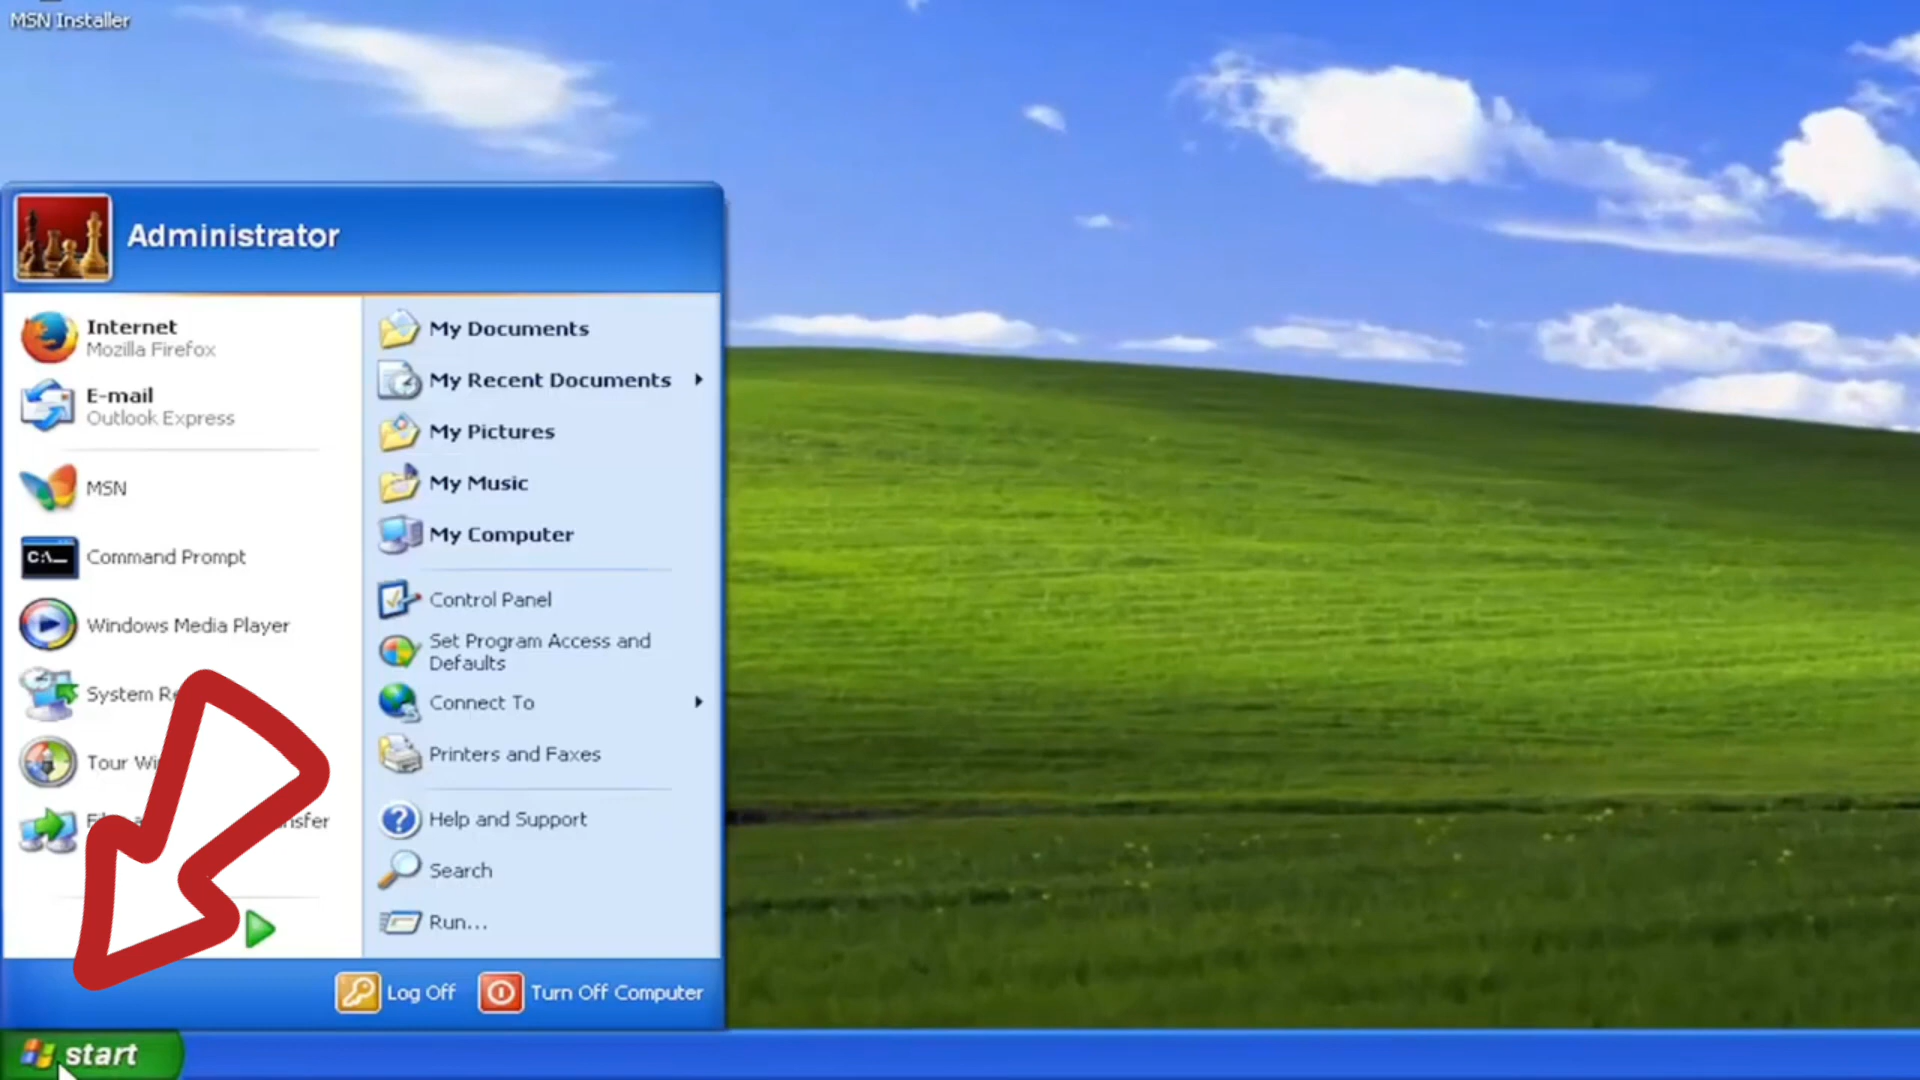 MSN Installer
Administrator
Internet
Mozilla Firefox
E-mail
Outlook Express
MSN
C:\_
Command Prompt
Windows Media Player
System
Tour
My Documents
My Recent Documents
My Pictures
My Music
My Computer
Control Panel
Set Program Access and
Defaults
Connect To
Printers and Faxes
Help and Support
Search
Run...
Log Off
Turn Off Computer
start